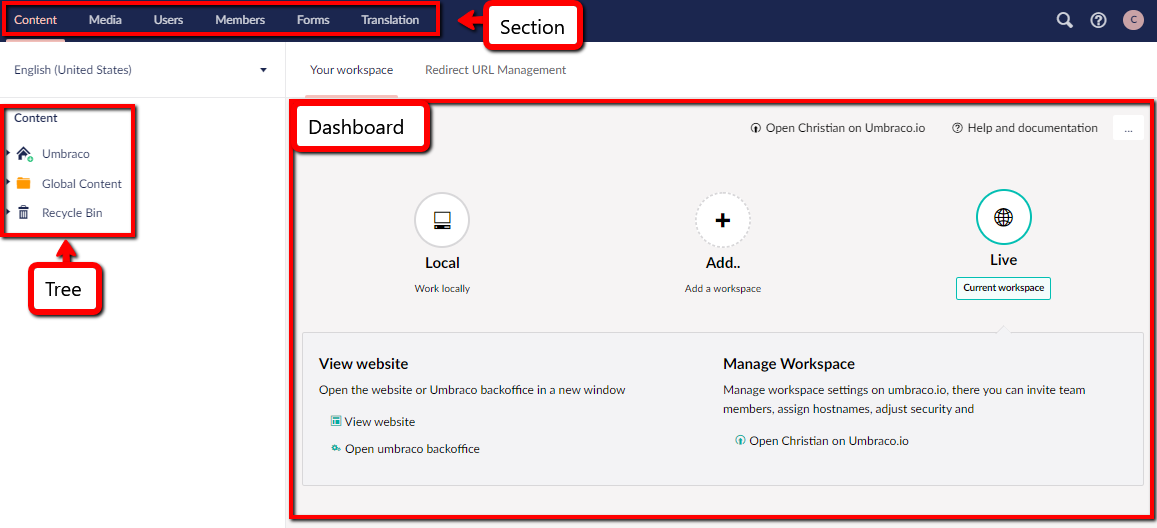 Content Media Users Members Forms Translation
Section
C
English (United States)
Your workspace Redirect URL Management
Content
Umbraco
Global Content
Recycle Bin
Tree
Dashboard
Open Christian on Umbraco.io Help and documentation ...
Local
Work locally
Add..
Add a workspace
Live
Current workspace
View website
Open the website or Umbraco backoffice in a new window
View website
Open umbraco backoffice
Manage Workspace
Manage workspace settings on umbraco.io, there you can invite team
members, assign hostnames, adjust security and
Open Christian on Umbraco.io